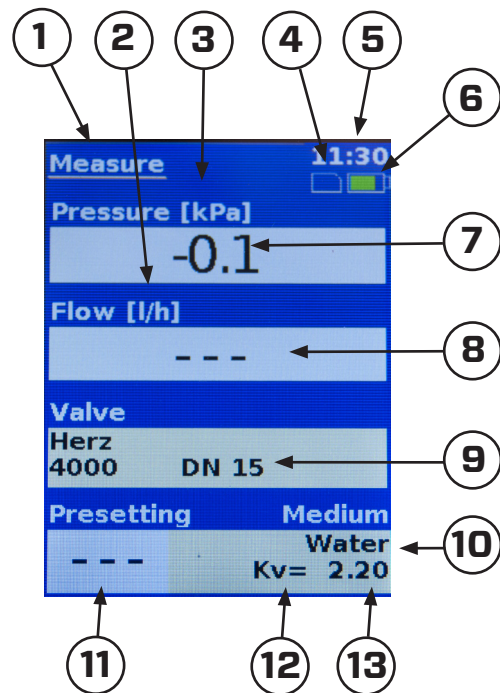 1 2 3 4 5 6
Measure 11:30
Pressure [kPa]
-0.1 7
Flow [l/h]
--- 8
Valve
Herz
4000 DN 15 9
Presetting Medium
Water 10
--- Kv= 2.20
11 12 13